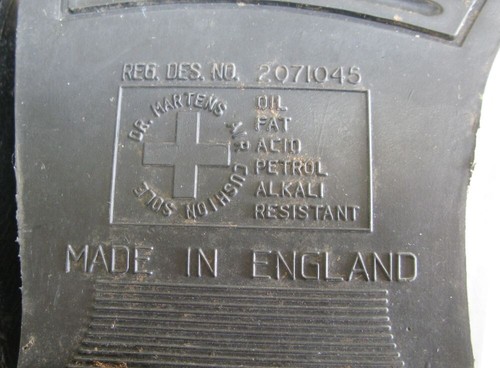 REG. DES. NO. 2071045
DR. MARTENS A.P. CUSHION SOLE
OIL
FAT
ACID
PETROL
ALKALI
RESISTANT
MADE IN ENGLAND